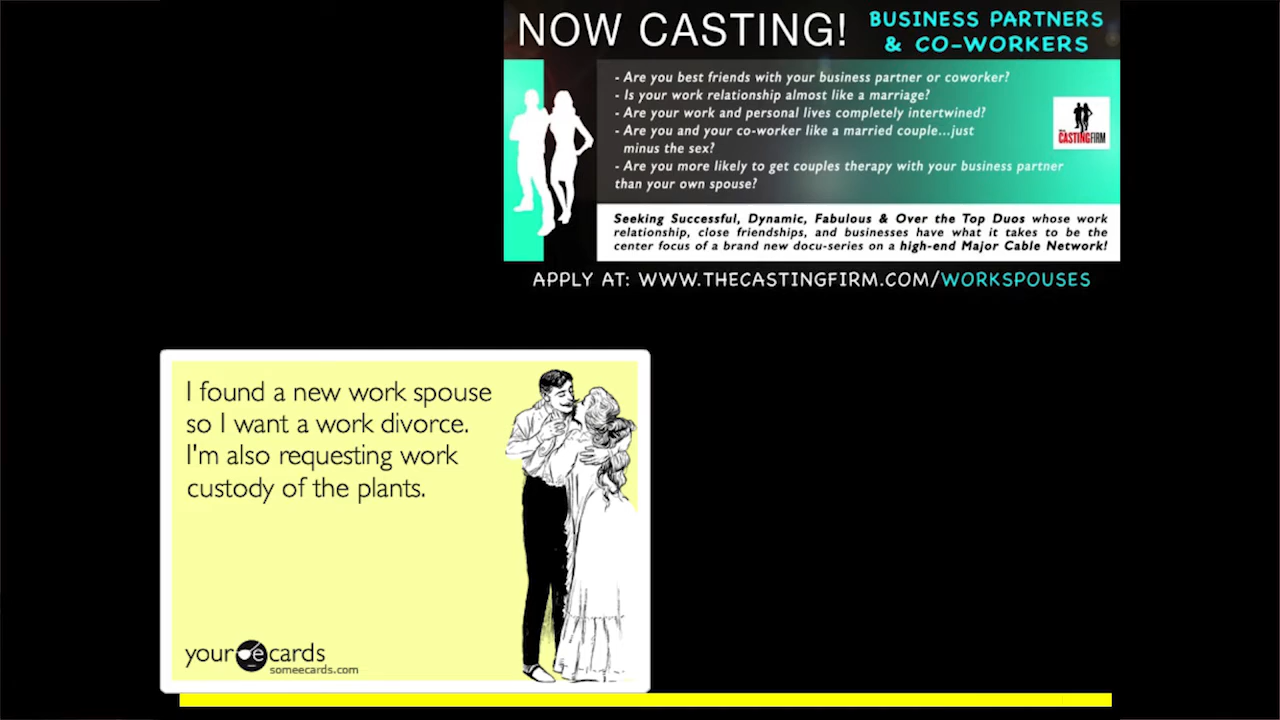 NOW CASTING!
BUSINESS PARTNERS
& CO-WORKERS
- Are you best friends with your business partner or coworker?
- Is your work relationship almost like a marriage?
- Are your work and personal lives completely intertwined?
- Are you and your co-worker like a married couple...just
minus the sex?
- Are you more likely to get couples therapy with your business partner
than your own spouse?
CASTINGFIRM
Seeking Successful, Dynamic, Fabulous & Over the Top Duos whose work
relationship, close friendships, and businesses have what it takes to be the
center focus of a brand new docu-series on a high-end Major Cable Network!
APPLY AT: WWW.THECASTINGFIRM.COM/WORKSPOUSES
I found a new work spouse
so I want a work divorce.
I'm also requesting work
custody of the plants.
your e cards
someecards.com